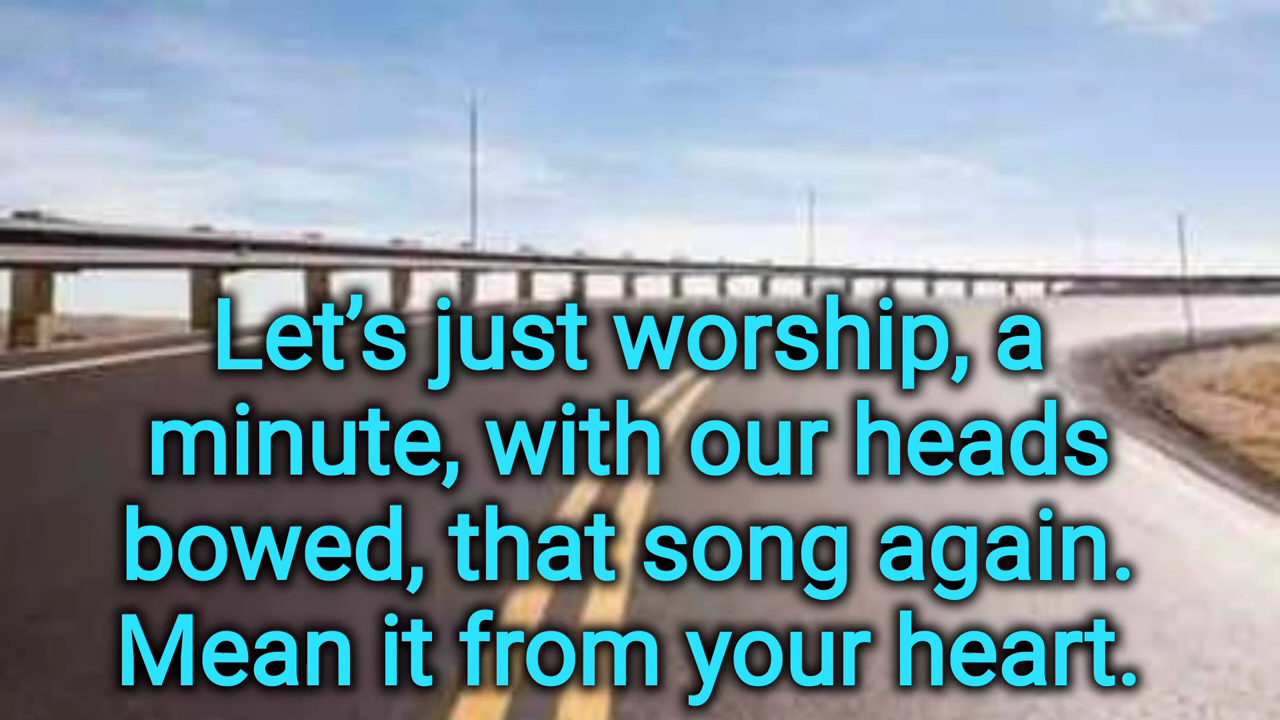 Let’s just worship, a
minute, with our heads
bowed, that song again.
Mean it from your heart.